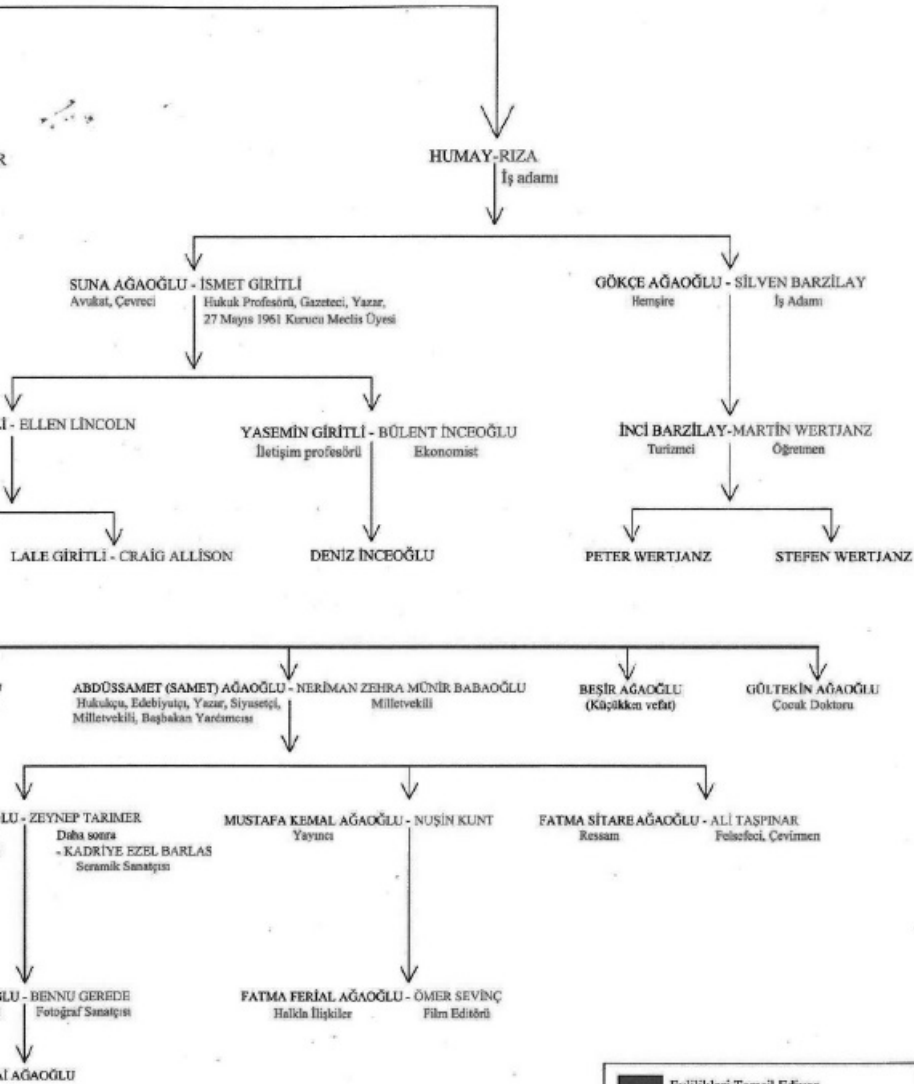 R
HUMAY-RIZA
İş adamı
SUNA AĞAOĞLU - İSMET GİRİTLİ
Avukat, Çevreci
Hukuk Profesörü, Gazeteci, Yazar,
27 Mayıs 1961 Kurucu Meclis Üyesi
GÖKÇE AĞAOĞLU - SİLVEN BARZİLAY
Hemşire
İş Adamı
Lİ - ELLEN LİNCOLN
YASEMİN GİRİTLİ - BÜLENT İNCEOĞLU
İletişim profesörü
Ekonomist
İNCİ BARZİLAY-MARTİN WERTJANZ
Turizmci
Öğretmen
LALE GİRİTLİ - CRAİG ALLİSON
DENİZ İNCEOĞLU
PETER WERTJANZ
STEFEN WERTJANZ
ABDÜSSAMET (SAMET) AĞAOĞLU - NERİMAN ZEHRA MÜNİR BABAOĞLU
Hukukçu, Edebiyatçı, Yazar, Siyasetçi,
Milletvekili, Başbakan Yardımcısı
Milletvekili
BEŞİR AĞAOĞLU
(Küçükken vefat)
GÜLTEKİN AĞAOĞLU
Çocuk Doktoru
LU - ZEYNEP TARIMER
Daha sonra
- KADRİYE EZEL BARLAS
Seramik Sanatçısı
MUSTAFA KEMAL AĞAOĞLU - NUŞİN KUNT
Yayıncı
FATMA SİTARE AĞAOĞLU - ALİ TAŞPINAR
Ressam
Felsefeci, Çevirmen
ĞLU - BENNU GEREDE
Fotoğraf Sanatçısı
FATMA FERİAL AĞAOĞLU - ÖMER SEVİNÇ
Halkla İlişkiler
Film Editörü
AĞAOĞLU